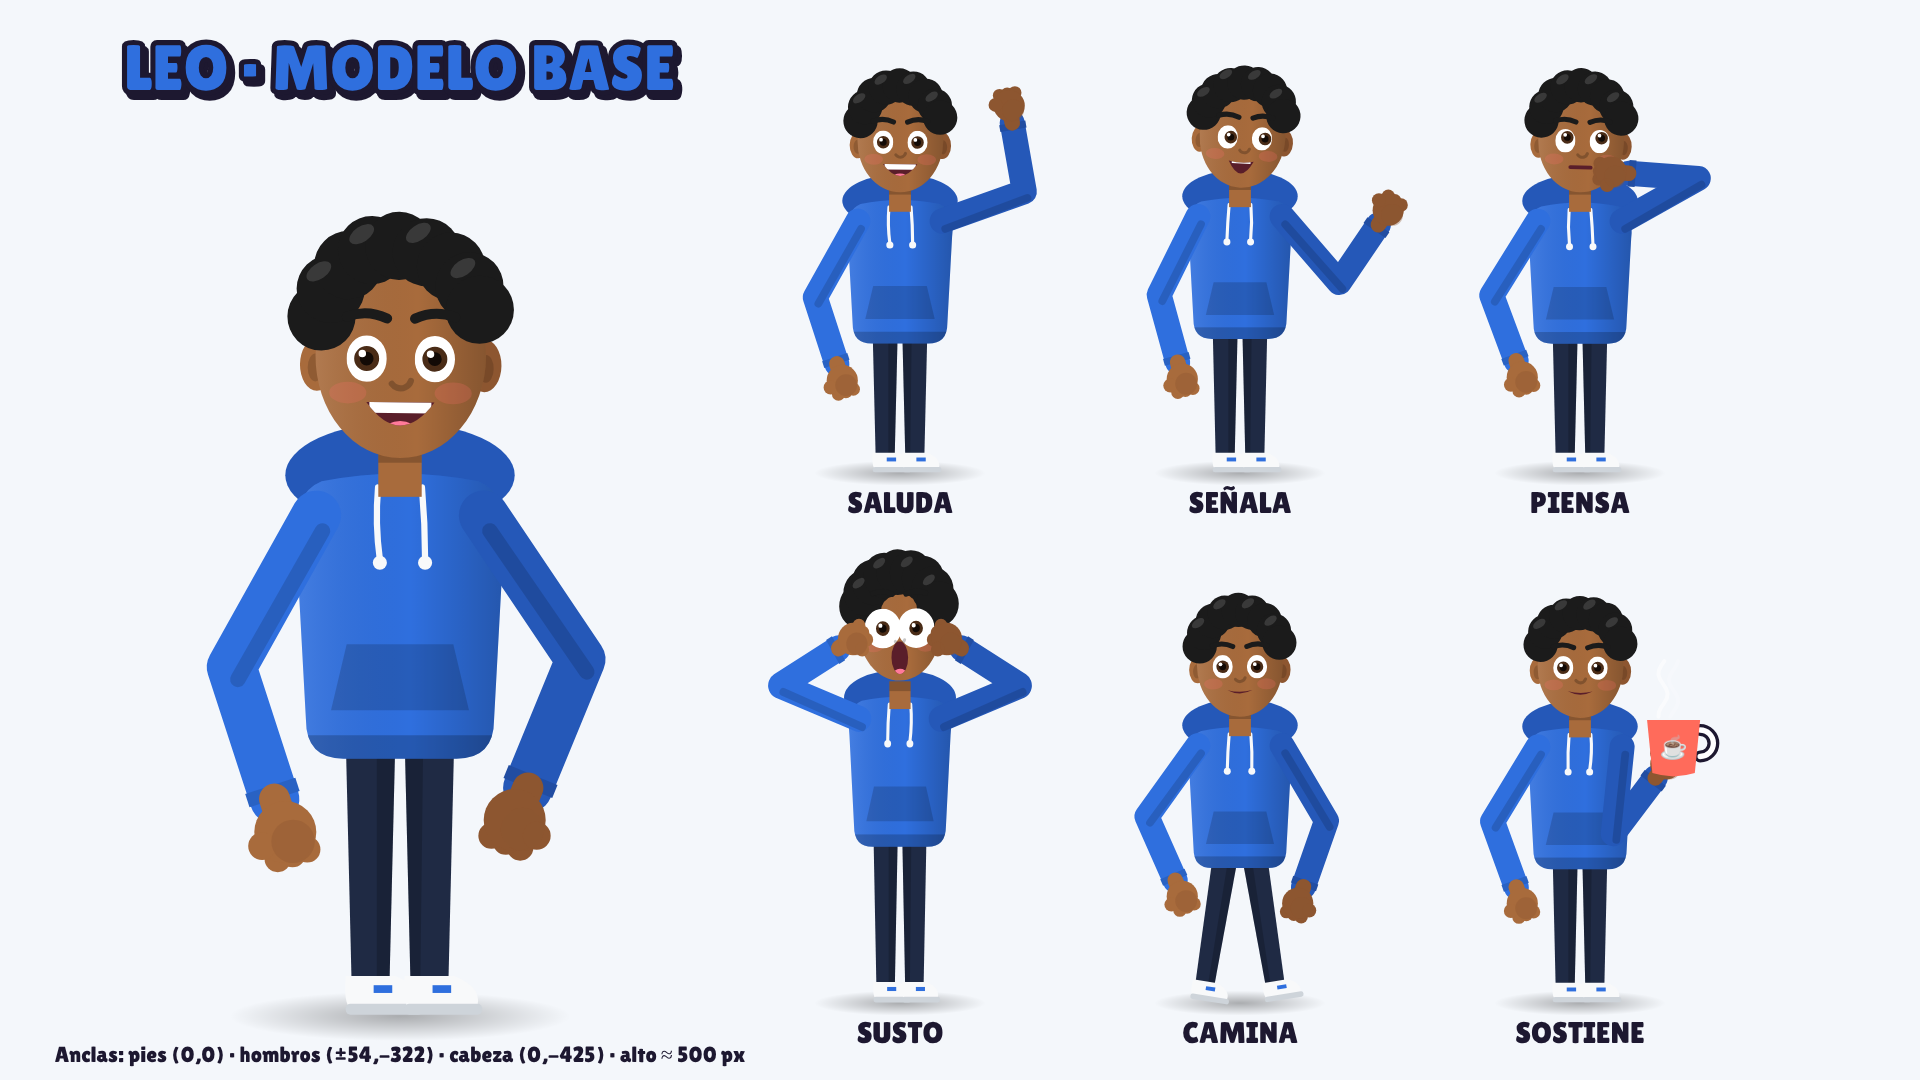 LEO · MODELO BASE
SALUDA
SEÑALA
PIENSA
SUSTO
CAMINA
SOSTIENE
Anclas: pies (0,0) · hombros (±54,−322) · cabeza (0,−425) · alto ≈ 500 px